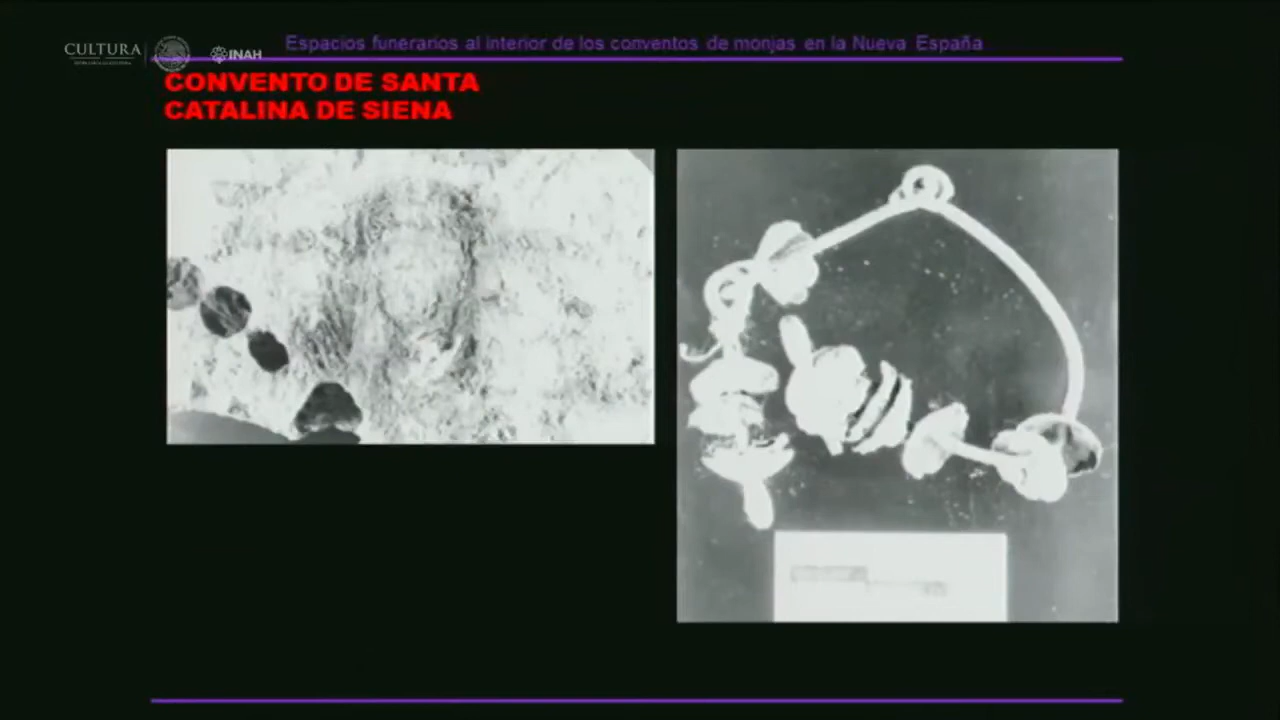 CULTURA
INAH
Espacios funerarios al interior de los conventos de monjas en la Nueva España
CONVENTO DE SANTA
CATALINA DE SIENA